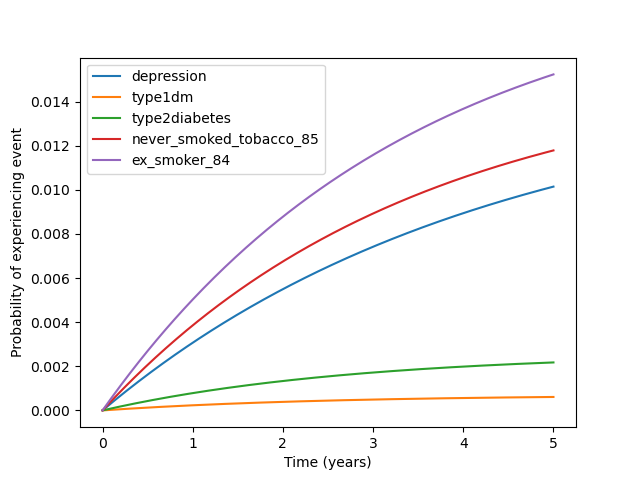 depression
type1dm
type2diabetes
never_smoked_tobacco_85
ex_smoker_84
Probability of experiencing event
0.014
0.012
0.010
0.008
0.006
0.004
0.002
0.000
0 1 2 3 4 5
Time (years)